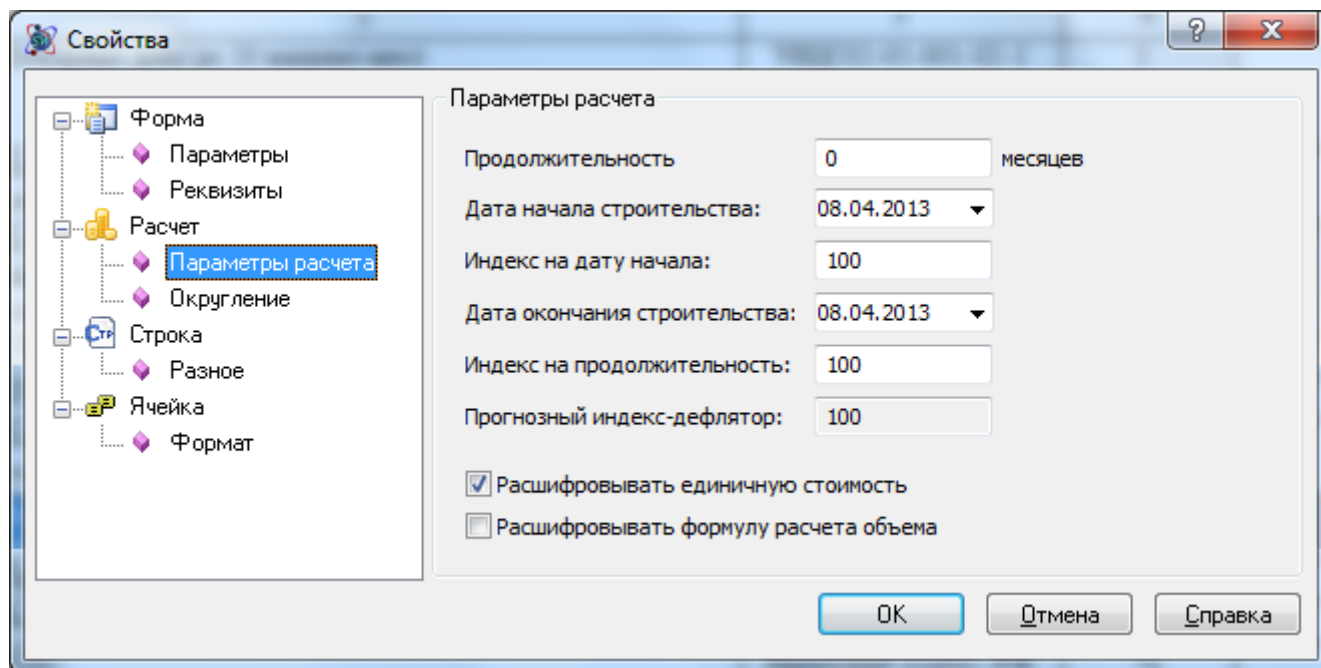 Свойства
Форма
Параметры
Реквизиты
Расчет
Параметры расчета
Округление
Стр Строка
Разное
Ячейка
Формат
Параметры расчета
Продолжительность 0 месяцев
Дата начала строительства: 08.04.2013
Индекс на дату начала: 100
Дата окончания строительства: 08.04.2013
Индекс на продолжительность: 100
Прогнозный индекс-дефлятор: 100
Расшифровывать единичную стоимость
Расшифровывать формулу расчета объема
OK Отмена Справка